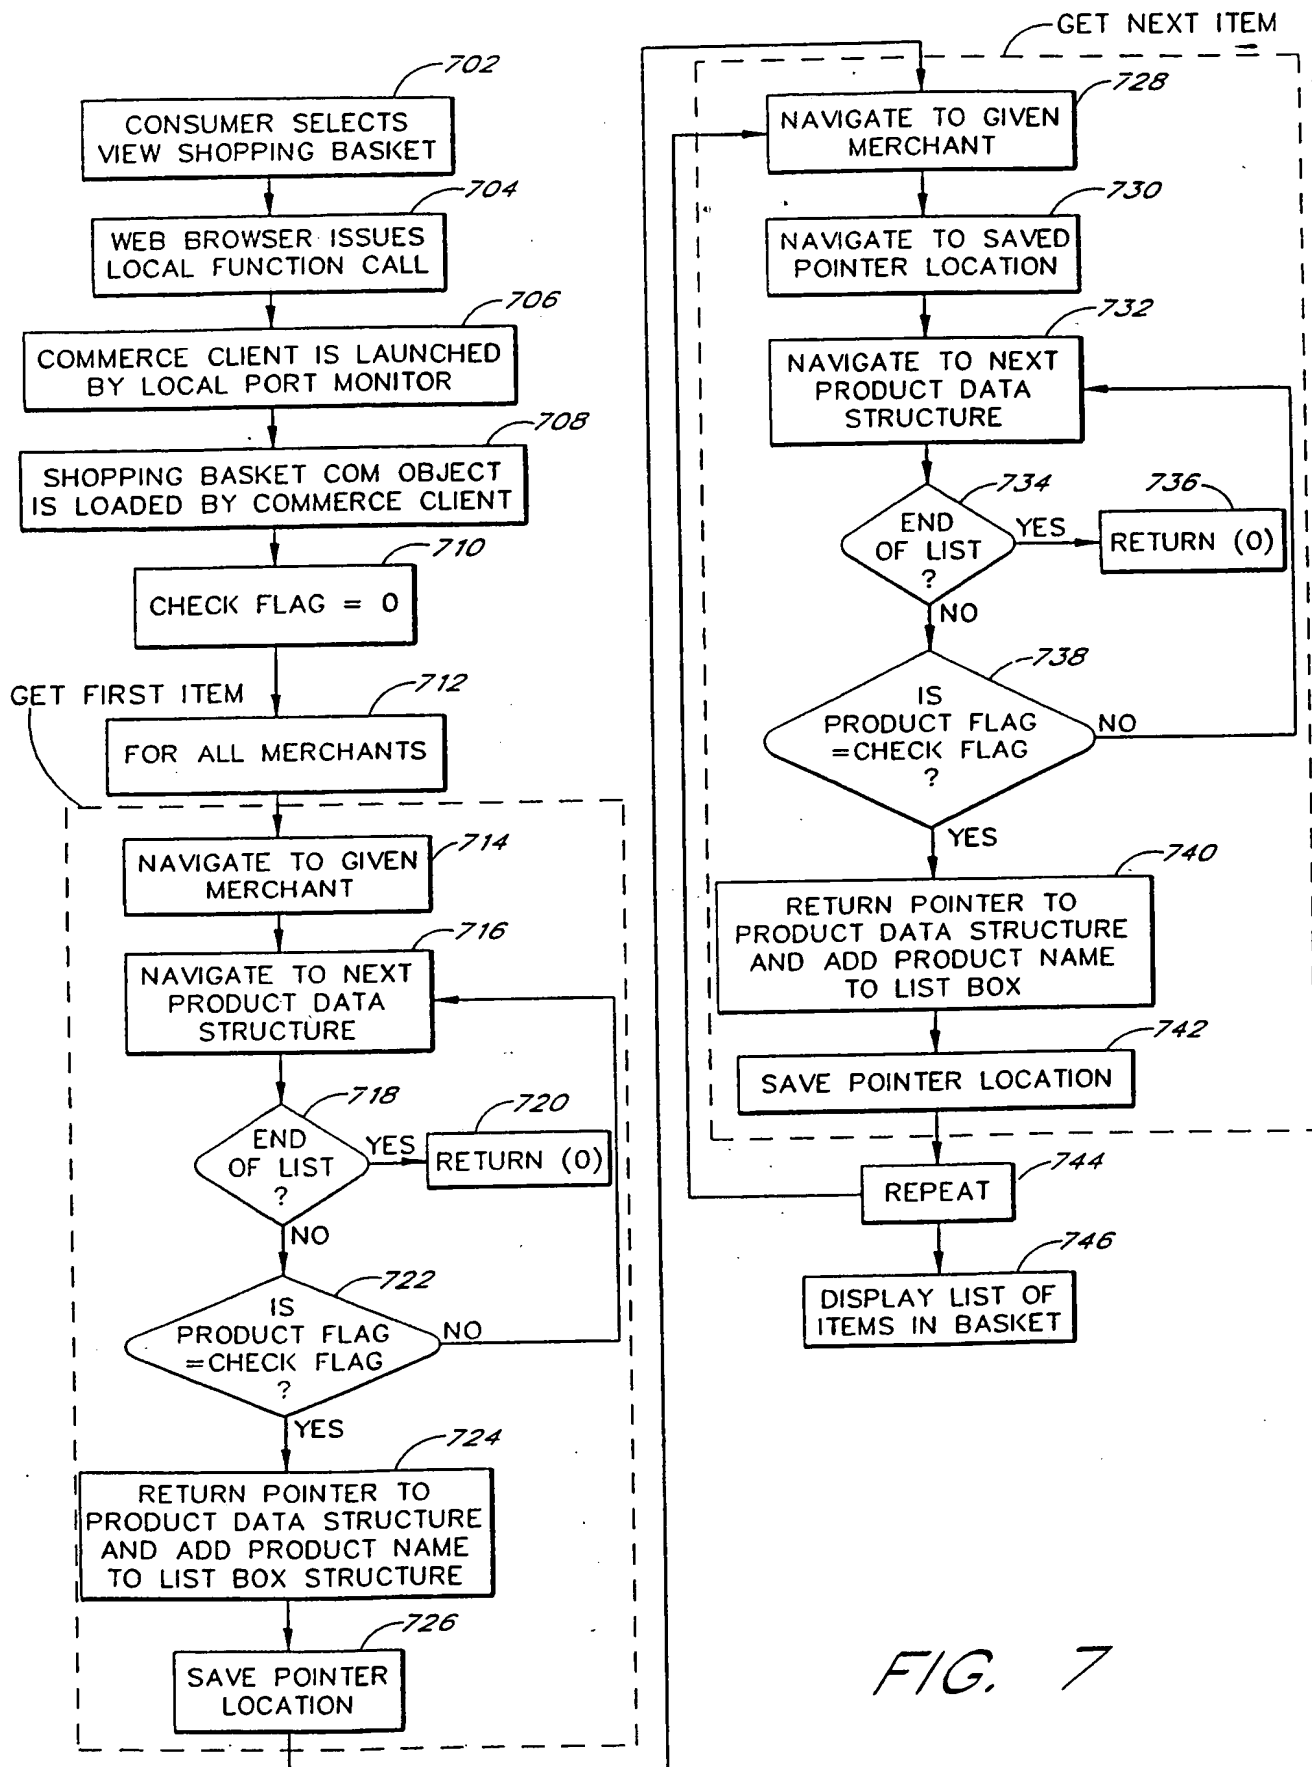 702
CONSUMER SELECTS
VIEW SHOPPING BASKET
704
WEB BROWSER ISSUES
LOCAL FUNCTION CALL
706
COMMERCE CLIENT IS LAUNCHED
BY LOCAL PORT MONITOR
708
SHOPPING BASKET COM OBJECT
IS LOADED BY COMMERCE CLIENT
710
CHECK FLAG = 0
GET FIRST ITEM
712
FOR ALL MERCHANTS
714
NAVIGATE TO GIVEN
MERCHANT
716
NAVIGATE TO NEXT
PRODUCT DATA
STRUCTURE
718
END
OF LIST
?
YES
720
RETURN (0)
NO
722
IS
PRODUCT FLAG
=CHECK FLAG
?
NO
YES
724
RETURN POINTER TO
PRODUCT DATA STRUCTURE
AND ADD PRODUCT NAME
TO LIST BOX STRUCTURE
726
SAVE POINTER
LOCATION
GET NEXT ITEM
728
NAVIGATE TO GIVEN
MERCHANT
730
NAVIGATE TO SAVED
POINTER LOCATION
732
NAVIGATE TO NEXT
PRODUCT DATA
STRUCTURE
734
END
OF LIST
?
YES
736
RETURN (0)
NO
738
IS
PRODUCT FLAG
=CHECK FLAG
?
NO
YES
740
RETURN POINTER TO
PRODUCT DATA STRUCTURE
AND ADD PRODUCT NAME
TO LIST BOX
742
SAVE POINTER LOCATION
744
REPEAT
746
DISPLAY LIST OF
ITEMS IN BASKET
FIG. 7